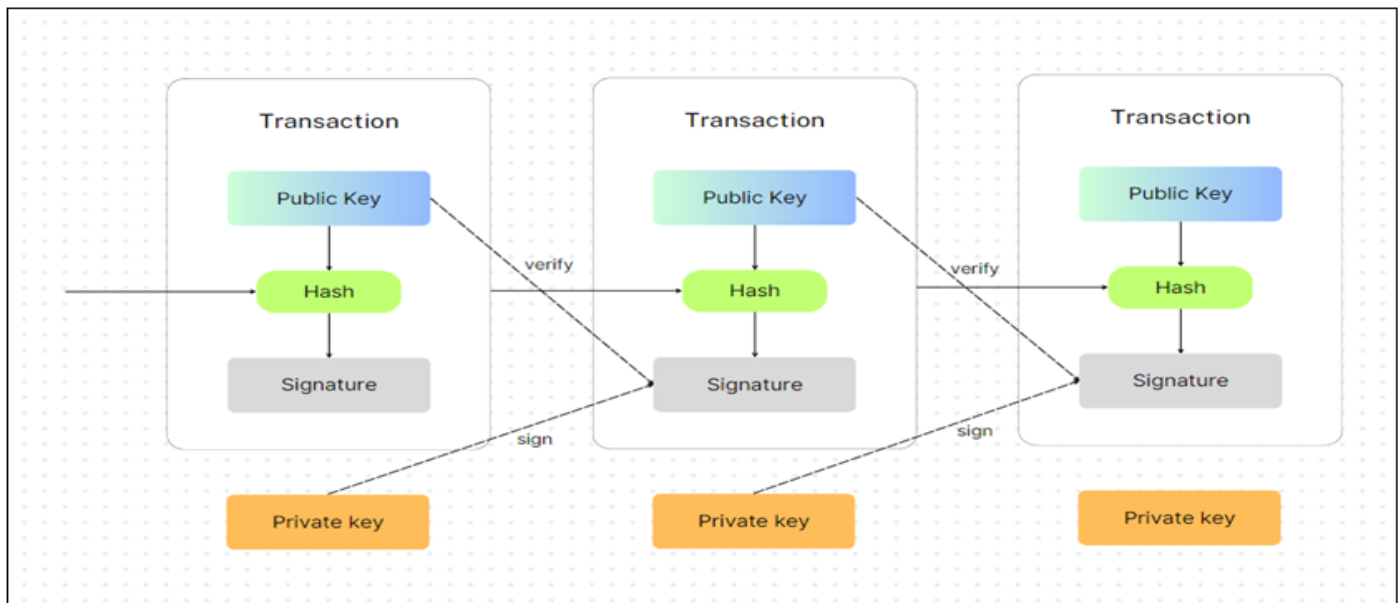 Transaction
Public Key
Hash
Signature
Private key
verify
sign
Transaction
Public Key
Hash
Signature
Private key
verify
sign
Transaction
Public Key
Hash
Signature
Private key